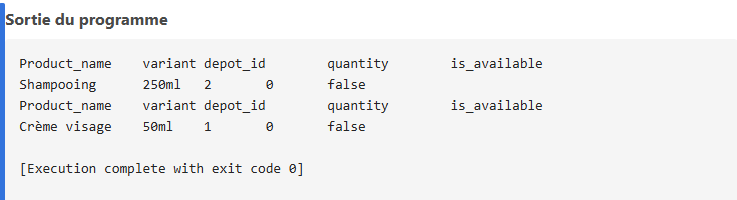 Sortie du programme
Product_name variant depot_id quantity is_available
Shampooing 250ml 2 0 false
Product_name variant depot_id quantity is_available
Crème visage 50ml 1 0 false
[Execution complete with exit code 0]